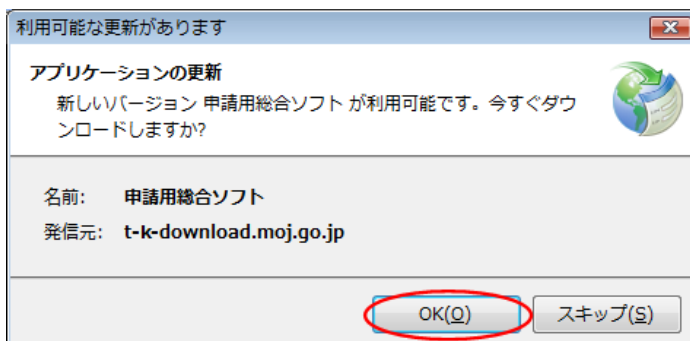 利用可能な更新があります
アプリケーションの更新
新しいバージョン 申請用総合ソフト が利用可能です。今すぐダウ
ンロードしますか?
名前: 申請用総合ソフト
発信元: t-k-download.moj.go.jp
OK(O) スキップ(S)